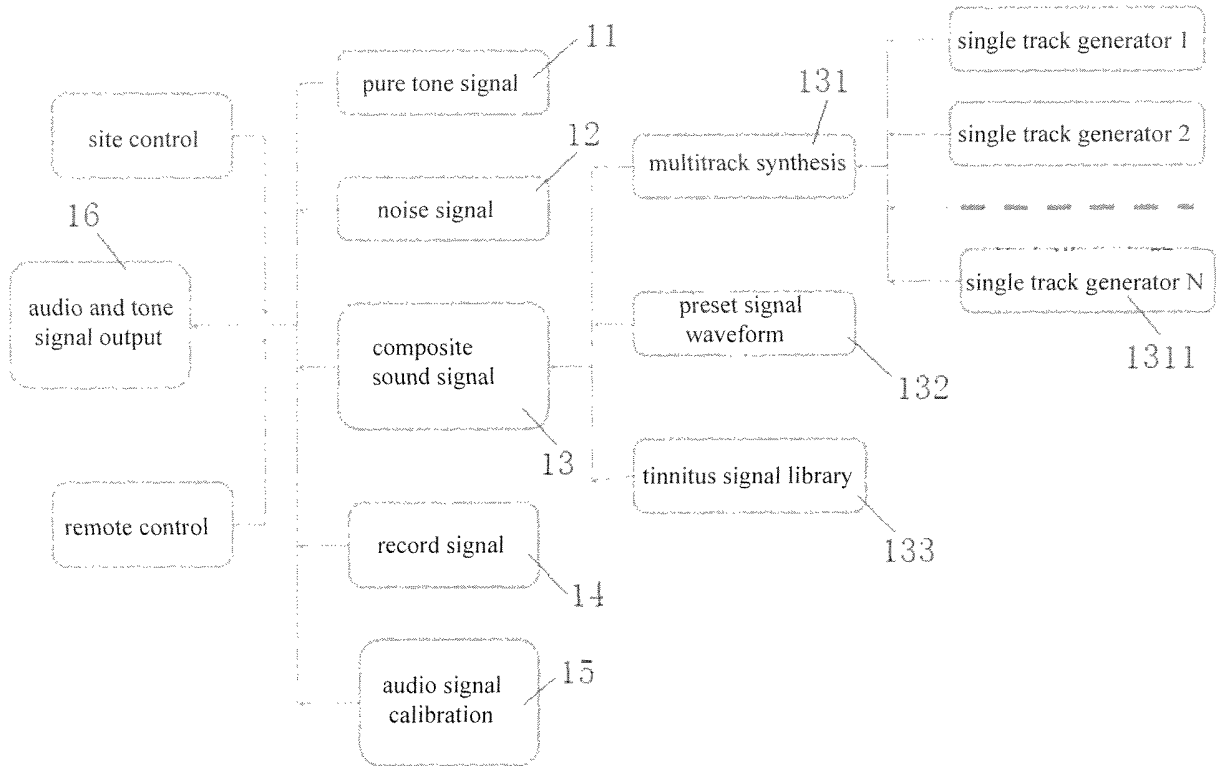 11
pure tone signal
site control
12
noise signal
16
audio and tone
signal output
composite
sound signal
13
remote control
record signal
14
15
audio signal
calibration
131
multitrack synthesis
preset signal
waveform
132
tinnitus signal library
133
single track generator 1
single track generator 2
single track generator N
1311